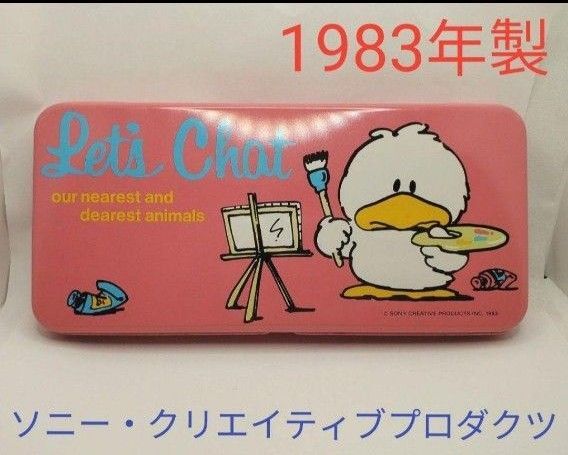 1983年製
Let's Chat
our nearest and
dearest animals
© SONY CREATIVE PRODUCTS INC. 1983
ソニー・クリエイティブプロダクツ